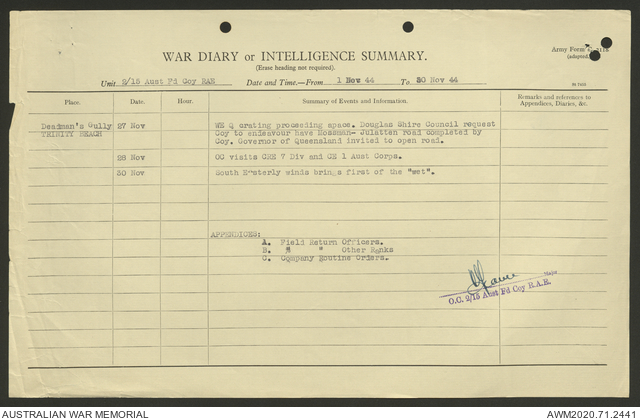 Army Form C.2118
(adapted)
WAR DIARY or INTELLIGENCE SUMMARY.
(Erase heading not required).
Unit 2/15 Aust Fd Coy RAE Date and Time.—From 1 Nov 44 To 30 Nov 44
Place. Date. Hour. Summary of Events and Information. Remarks and references to
Appendices, Diaries, &c.
Deadman's Gully 27 Nov WE Q crating proceeding apace. Douglas Shire Council request
TRINITY BEACH Coy to endeavour have Mossman- Julatten road completed by
Coy. Governor of Queensland invited to open road.
28 Nov OC visits CRE 7 Div and CE 1 Aust Corps.
30 Nov South Easterly winds brings first of the "wet".
APPENDICES:
A. Field Return Officers.
B. " " Other Ranks
C. Company Routine Orders.
Major
O.C. 2/15 Aust Fd Coy R.A.E.
AUSTRALIAN WAR MEMORIAL AWM2020.71.2441